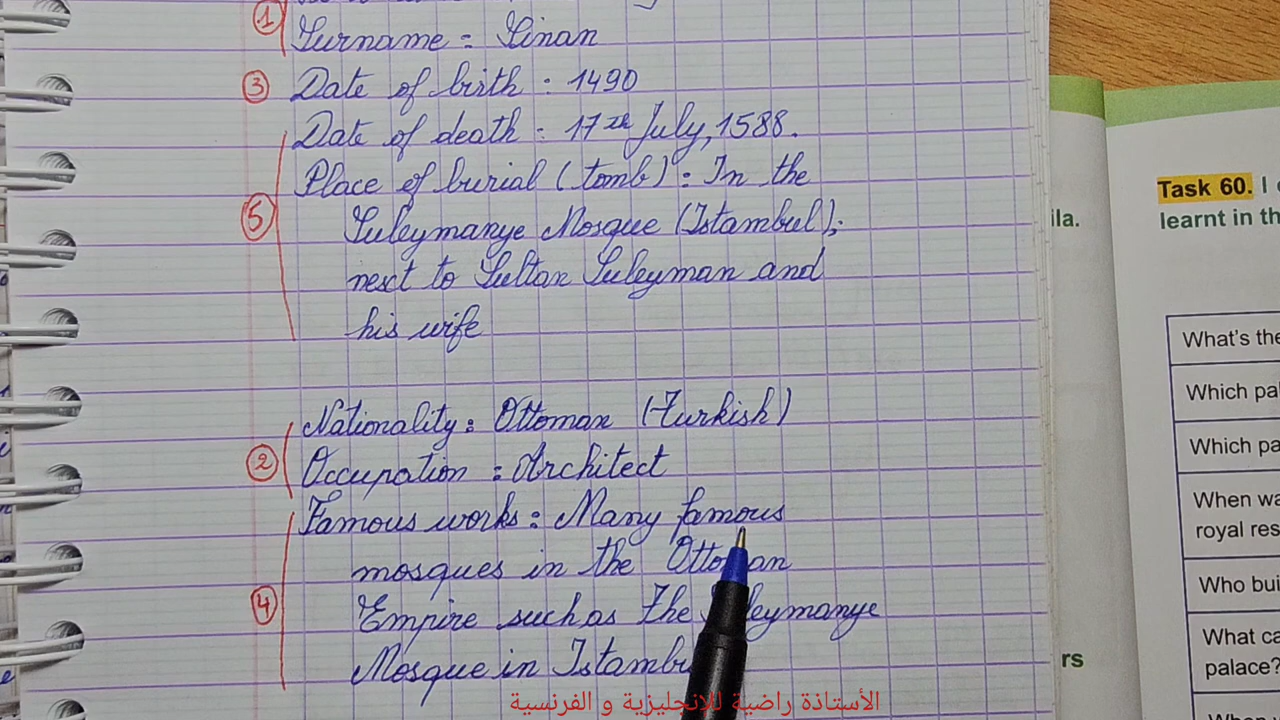 1
Surname : Sinan
3 Date of birth : 1490
Date of death : 17th July, 1588.
5
Place of burial (tomb) : In the
Suleymanye Mosque (Istambul);
next to Sultan Suleyman and
his wife
Nationality : Ottoman (Turkish)
2
Occupation : Architect
Famous works : Many famous
mosques in the Ottoman
4
Empire such as the Suleymanye
Mosque in Istambu
Task 60. I
learnt in th
ila.
What's the
Which pa
Which pa
When wa
royal res
Who bui
What ca
palace?
rs
الأستاذة راضية للإنجليزية و الفرنسية